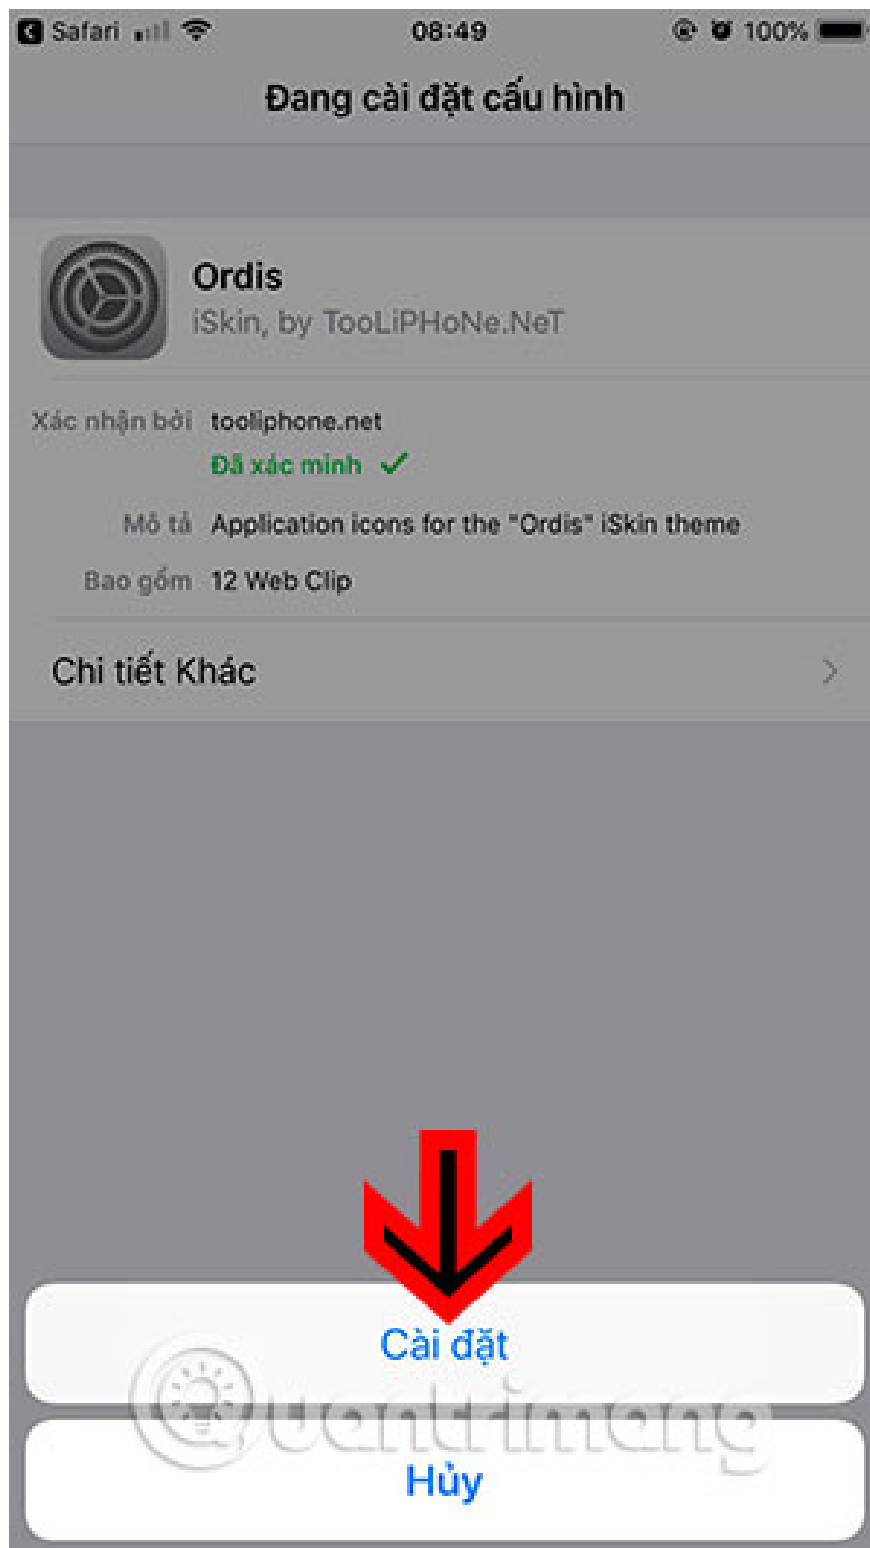 Safari 08:49 100%
Đang cài đặt cấu hình
Ordis
iSkin, by TooLiPHoNe.NeT
Xác nhận bởi tooliphone.net
Đã xác minh
Mô tả Application icons for the "Ordis" iSkin theme
Bao gồm 12 Web Clip
Chi tiết Khác
Cài đặt
Quantrimang
Hủy